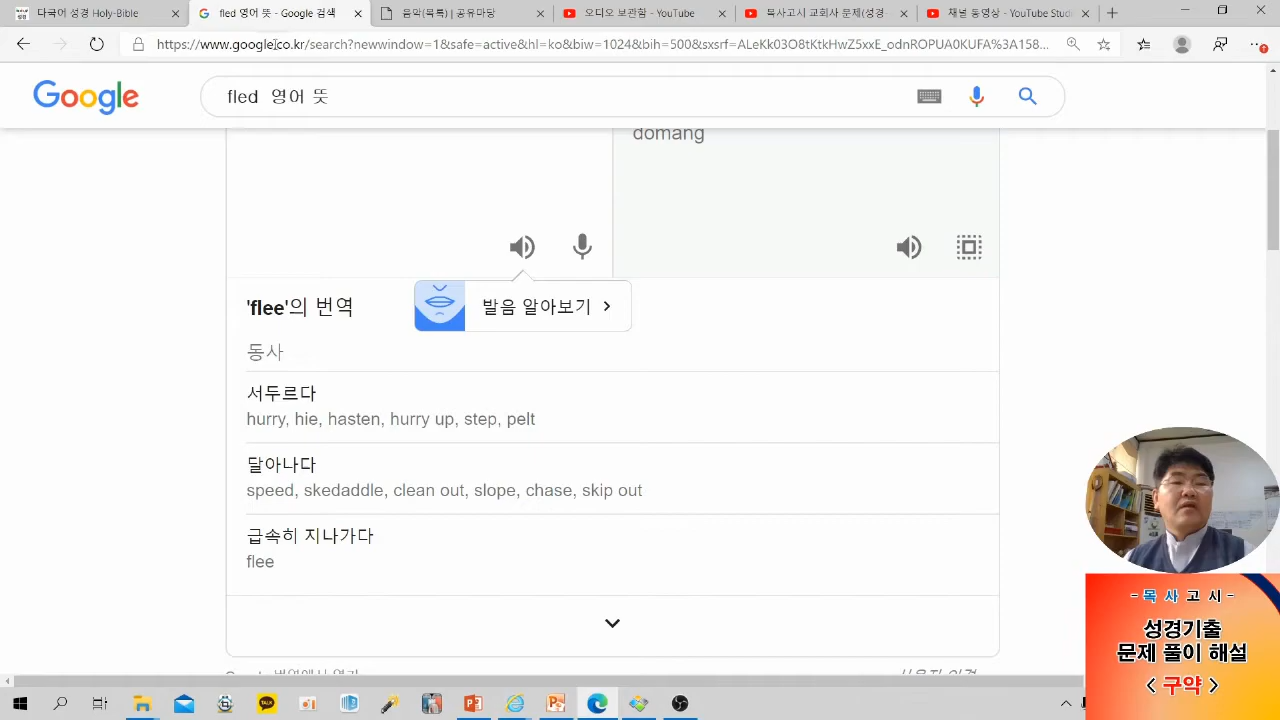 다국어 성경 Holy-Bible
fled 영어 뜻 - Google 검색
음악(목록) | 공유마당
오디오 보관함 - YouTube
목사고시 교회사 문제(성경
채널 동영상 - YouTube Stud
https://www.google.co.kr/search?newwindow=1&safe=active&hl=ko&biw=1024&bih=500&sxsrf=ALeKk03O8tKtkHwZ5xxE_odnROPUA0KUFA%3A158...
Google
fled 영어 뜻
domang
'flee'의 번역
발음 알아보기
동사
서두르다
hurry, hie, hasten, hurry up, step, pelt
달아나다
speed, skedaddle, clean out, slope, chase, skip out
급속히 지나가다
flee
- 목 사 고 시 -
성경기출
문제 풀이 해설
< 구약 >